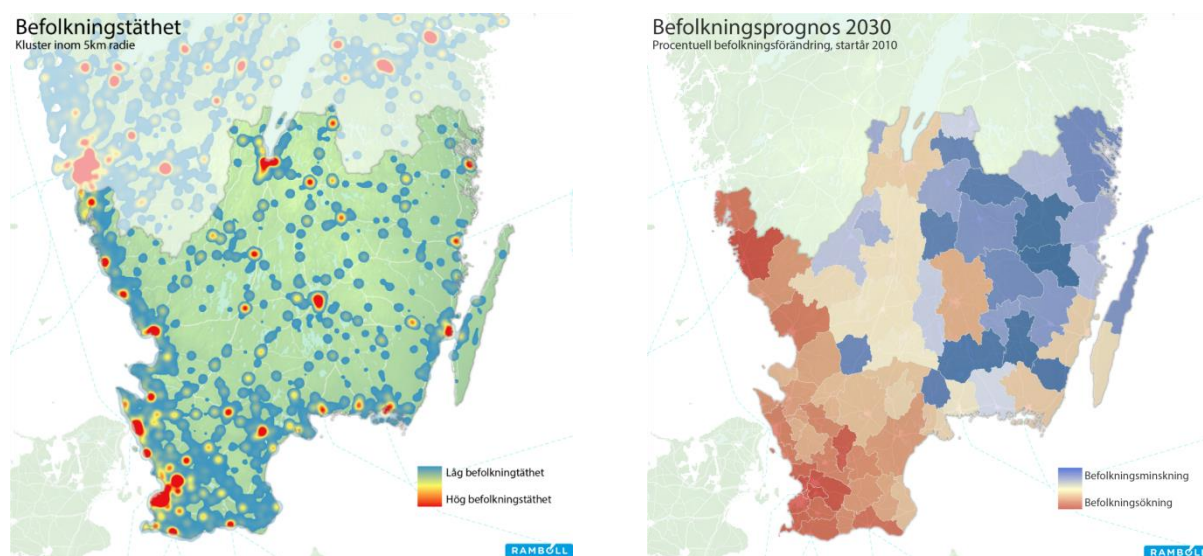 Befolkningstäthet
Kluster inom 5km radie
Låg befolkningtäthet
Hög befolkningstäthet
RAMBOLL
Befolkningsprognos 2030
Procentuell befolkningsförändring, startår 2010
Befolkningsminskning
Befolkningsökning
RAMBOLL